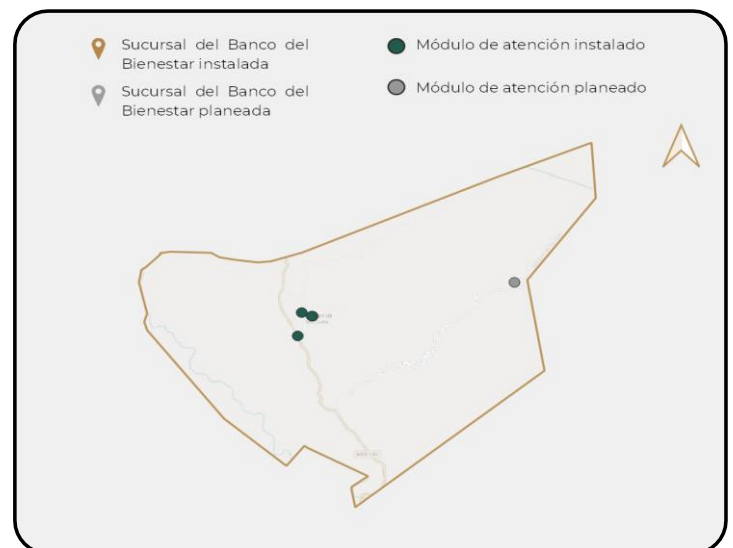 Sucursal del Banco del
Bienestar instalada
Sucursal del Banco del
Bienestar planeada
Módulo de atención instalado
Módulo de atención planeado